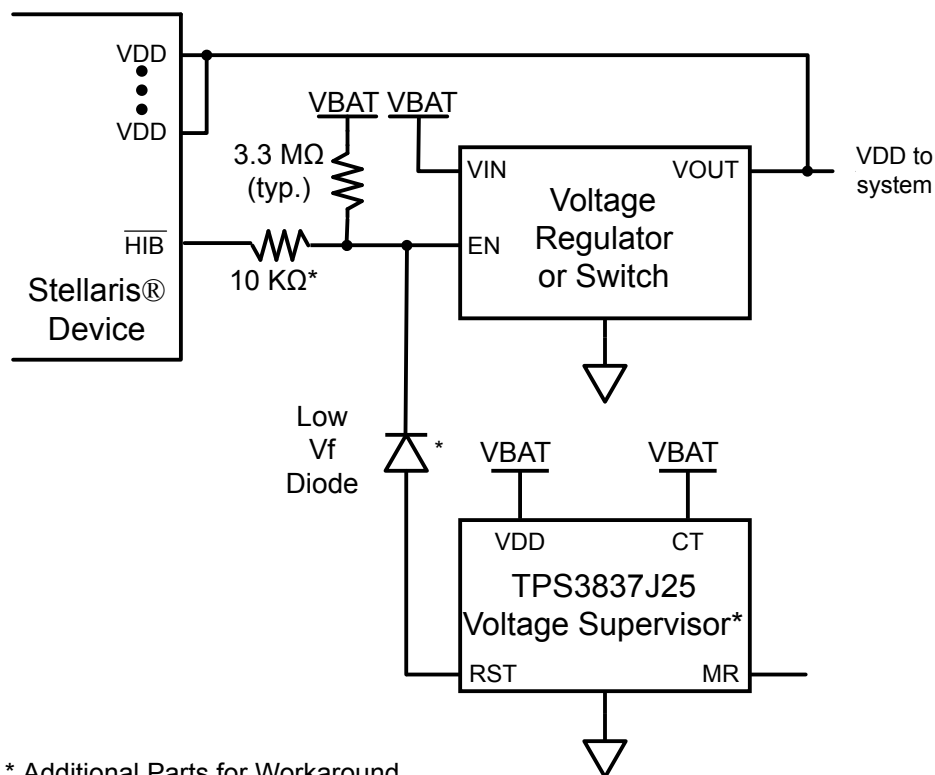 VDD
VDD
VBAT VBAT
3.3 MΩ
(typ.)
VIN
VOUT
VDD to
system
Voltage
Regulator
or Switch
HIB
EN
10 KΩ*
Stellaris®
Device
Low
Vf
Diode
*
VBAT
VBAT
VDD
CT
TPS3837J25
Voltage Supervisor*
RST
MR
* Additional Parts for Workaround